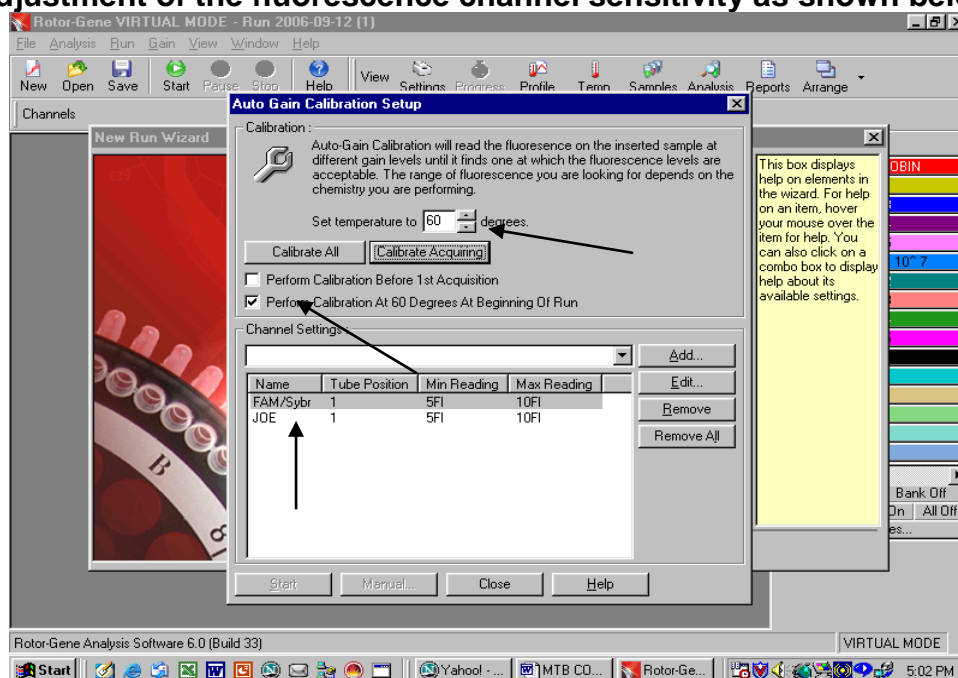 djustment of the fluorescence channel sensitivity as shown bel
Rotor-Gene VIRTUAL MODE - Run 2006-09-12 (1)
File Analysis Run Gain View Window Help
New Open Save Start Pause Stop Help View Settings Progress Profile Temp Samples Analysis Reports Arrange
Channels
New Run Wizard
Auto Gain Calibration Setup
Calibration :
Auto-Gain Calibration will read the fluoresence on the inserted sample at
different gain levels until it finds one at which the fluorescence levels are
acceptable. The range of fluorescence you are looking for depends on the
chemistry you are performing.
Set temperature to 60 degrees.
Calibrate All Calibrate Acquiring
Perform Calibration Before 1st Acquisition
Perform Calibration At 60 Degrees At Beginning Of Run
Channel Settings :
Add...
Name Tube Position Min Reading Max Reading
Edit...
FAM/Sybr 1 5Fl 10Fl
JOE 1 5Fl 10Fl
Remove
Remove All
Start Manual... Close Help
This box displays
help on elements in
the wizard. For help
on an item, hover
your mouse over the
item for help. You
can also click on a
combo box to display
help about its
available settings.
OBIN
10^7
Bank Off
On All Off
es...
B
8
Rotor-Gene Analysis Software 6.0 (Build 33)
VIRTUAL MODE
Start Yahoo! - ... MTB CO... Rotor-Ge... 5:02 PM